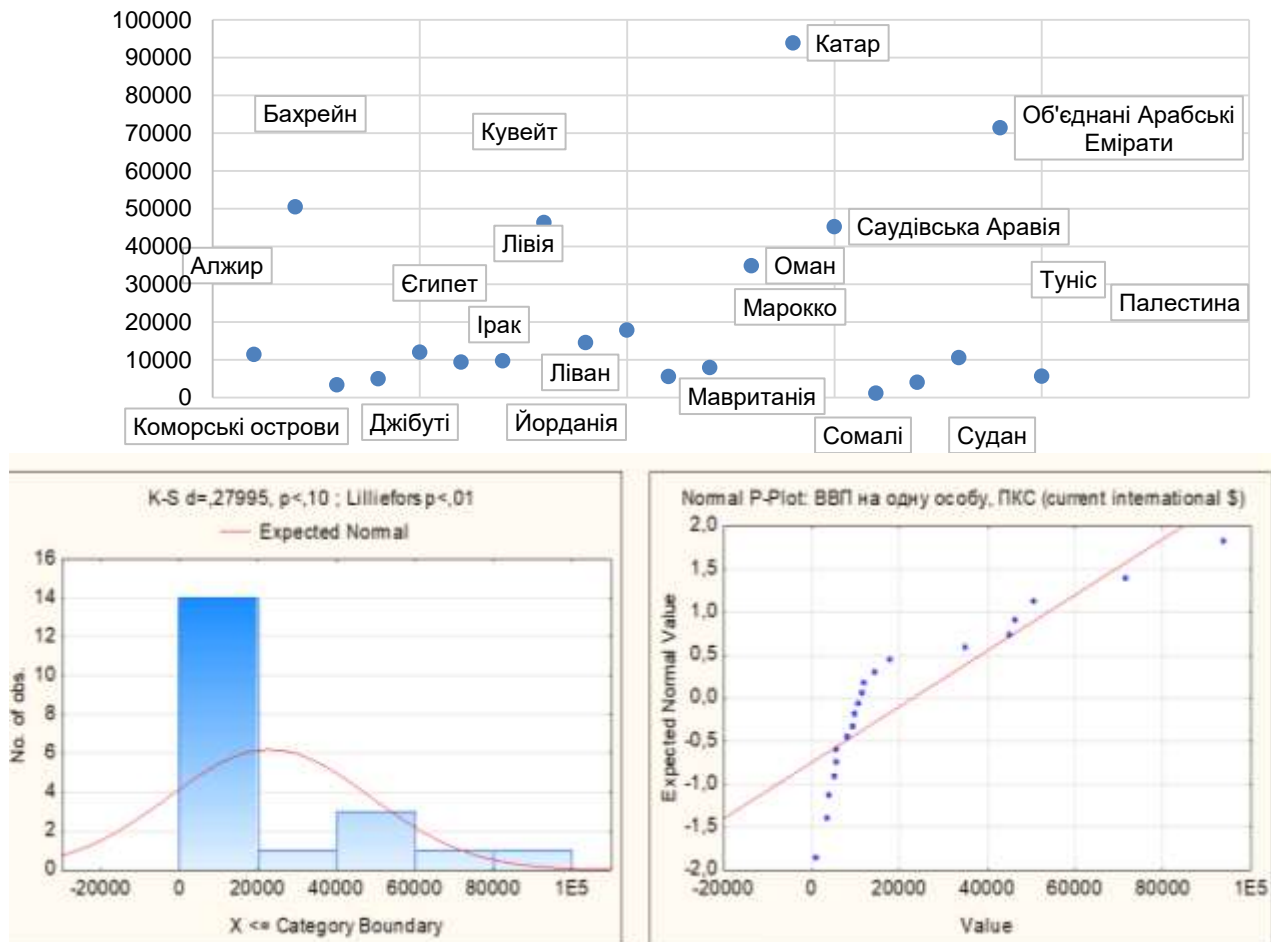 100000
90000
80000
70000
60000
50000
40000
30000
20000
10000
0
Катар
Бахрейн
Кувейт
Об'єднані Арабські
Емірати
Саудівська Аравія
Лівія
Алжир
Оман
Єгипет
Туніс
Палестина
Марокко
Ірак
Ліван
Мавританія
Коморські острови
Джібуті
Йорданія
Сомалі
Судан
K-S d=,27995, p<,10 ; Lilliefors p<,01
Expected Normal
No. of obs.
16
14
12
10
8
6
4
2
0
-20000 0 20000 40000 60000 80000 1E5
X <= Category Boundary
Normal P-Plot: ВВП на одну особу, ПКС (current international $)
Expected Normal Value
2,0
1,5
1,0
0,5
0,0
-0,5
-1,0
-1,5
-2,0
-20000 0 20000 40000 60000 80000 1E5
Value